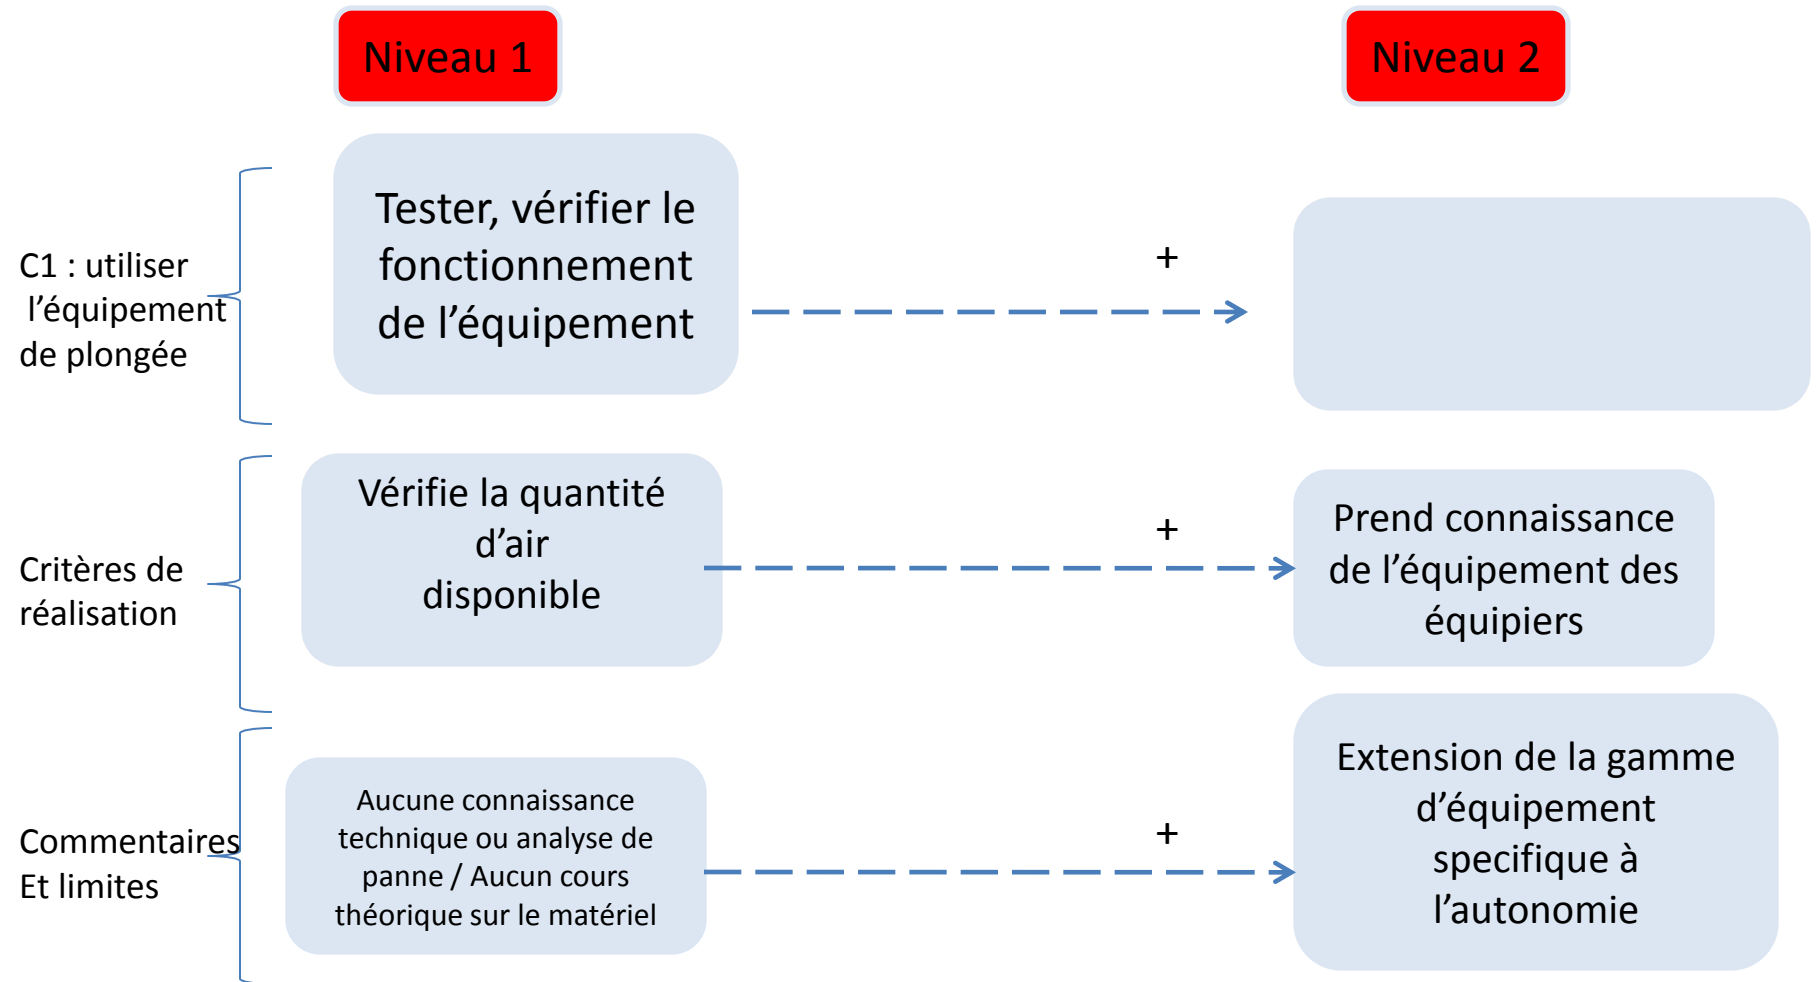 Niveau 1
Niveau 2
C1 : utiliser
l’équipement
de plongée
Tester, vérifier le
fonctionnement
de l’équipement
+
Critères de
réalisation
Vérifie la quantité
d’air
disponible
+
Prend connaissance
de l’équipement des
équipiers
Commentaires
Et limites
Aucune connaissance
technique ou analyse de
panne / Aucun cours
théorique sur le matériel
+
Extension de la gamme
d’équipement
specifique à
l’autonomie